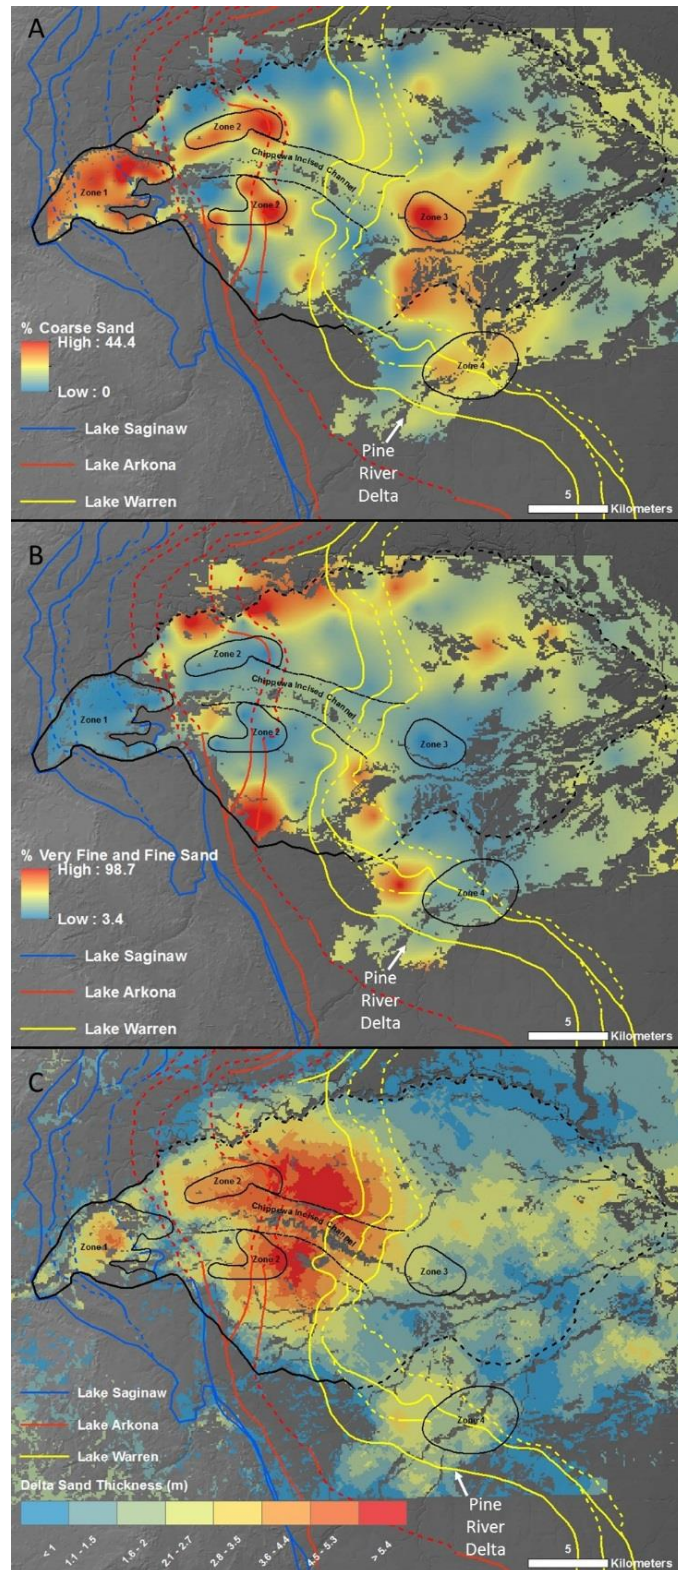 A
Zone 2
Chippewa Incised Channel
Zone 1
Zone 2
Zone 3
% Coarse Sand
High : 44.4
Low : 0
Zone 4
Lake Saginaw
Pine
River
Delta
Lake Arkona
Lake Warren
5
Kilometers
B
Zone 2
Chippewa Incised Channel
Zone 1
Zone 2
Zone 3
% Very Fine and Fine Sand
High : 98.7
Low : 3.4
Zone 4
Lake Saginaw
Pine
River
Delta
Lake Arkona
Lake Warren
5
Kilometers
C
Zone 2
Chippewa Incised Channel
Zone 1
Zone 2
Zone 3
Lake Saginaw
Lake Arkona
Zone 4
Lake Warren
Delta Sand Thickness (m)
Pine
River
Delta
< 1
1.1 - 1.5
1.6 - 2
2.1 - 2.7
2.8 - 3.5
3.6 - 4.4
4.5 - 5.3
> 5.4
5
Kilometers